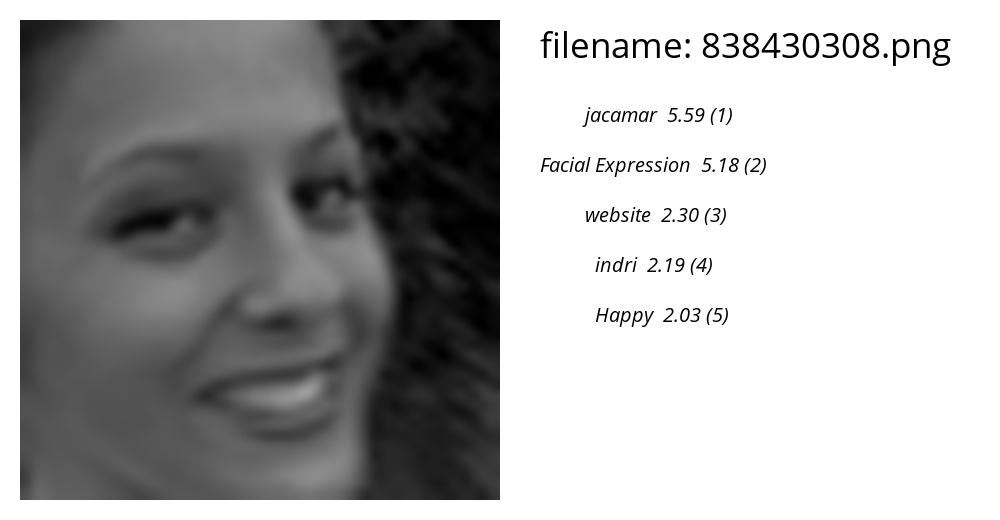 filename: 838430308.png
jacamar 5.59 (1)
Facial Expression 5.18 (2)
website 2.30 (3)
indri 2.19 (4)
Happy 2.03 (5)